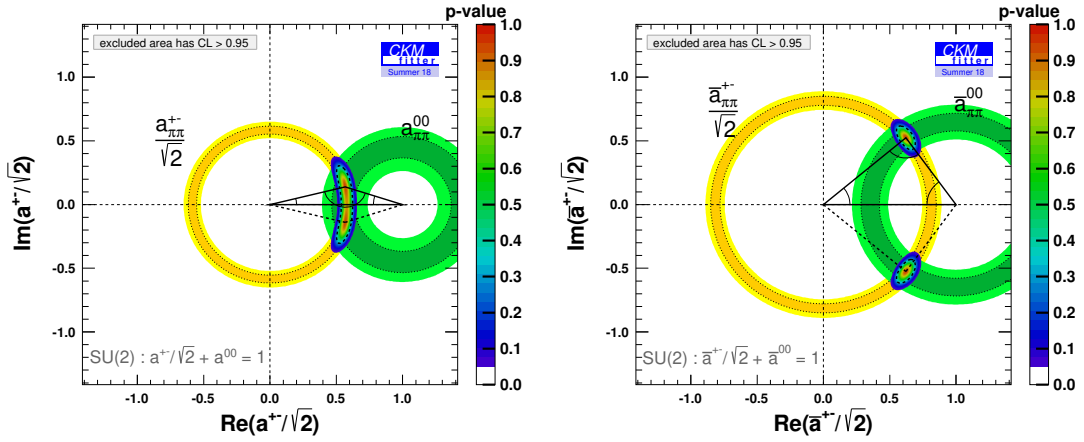 p-value
excluded area has CL > 0.95
CKM
fitter
Summer 18
a⁺⁻ππ
√2
a⁰⁰ππ
1.0
0.5
0.0
-0.5
-1.0
Im(a⁺⁻/√2)
SU(2) : a⁺⁻/√2 + a⁰⁰ = 1
-1.0 -0.5 0.0 0.5 1.0
Re(a⁺⁻/√2)
1.0
0.9
0.8
0.7
0.6
0.5
0.4
0.3
0.2
0.1
0.0
p-value
excluded area has CL > 0.95
CKM
fitter
Summer 18
a̅⁺⁻ππ
√2
a̅⁰⁰ππ
1.0
0.5
0.0
-0.5
-1.0
Im(a̅⁺⁻/√2)
SU(2) : a̅⁺⁻/√2 + a̅⁰⁰ = 1
-1.0 -0.5 0.0 0.5 1.0
Re(a̅⁺⁻/√2)
1.0
0.9
0.8
0.7
0.6
0.5
0.4
0.3
0.2
0.1
0.0